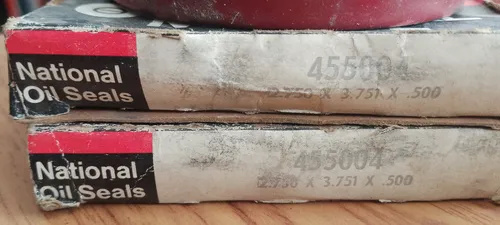 National
Oil Seals
455004
2.750 X 3.751 X .500
National
Oil Seals
455004
2.750 X 3.751 X .500